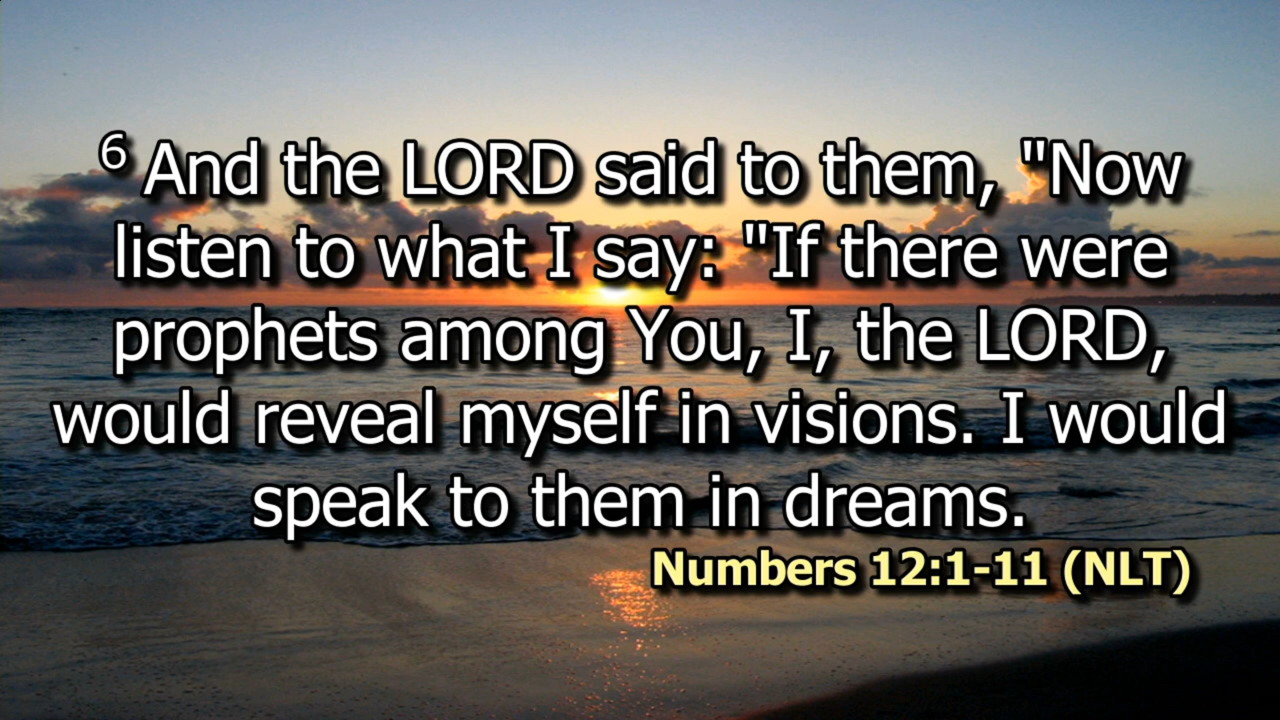 6 And the LORD said to them, "Now
listen to what I say: "If there were
prophets among You, I, the LORD,
would reveal myself in visions. I would
speak to them in dreams.
Numbers 12:1-11 (NLT)